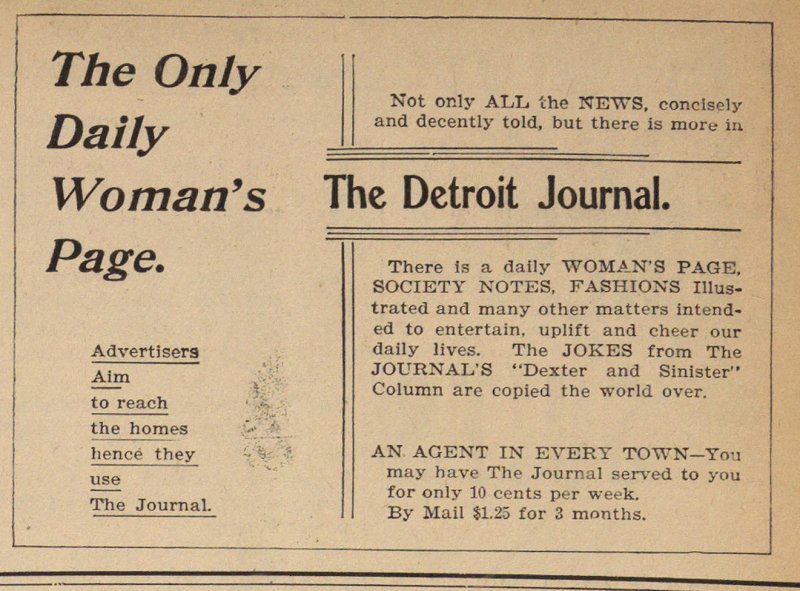 The Only
Daily
Woman's
Page.
Advertisers
Aim
to reach
the homes
hence they
use
The Journal.
Not only ALL the NEWS, concisely
and decently told, but there is more in
The Detroit Journal.
There is a daily WOMAN'S PAGE,
SOCIETY NOTES, FASHIONS Illus-
trated and many other matters intend-
ed to entertain, uplift and cheer our
daily lives. The JOKES from The
JOURNAL'S "Dexter and Sinister"
Column are copied the world over.
AN AGENT IN EVERY TOWN—You
may have The Journal served to you
for only 10 cents per week.
By Mail $1.25 for 3 months.